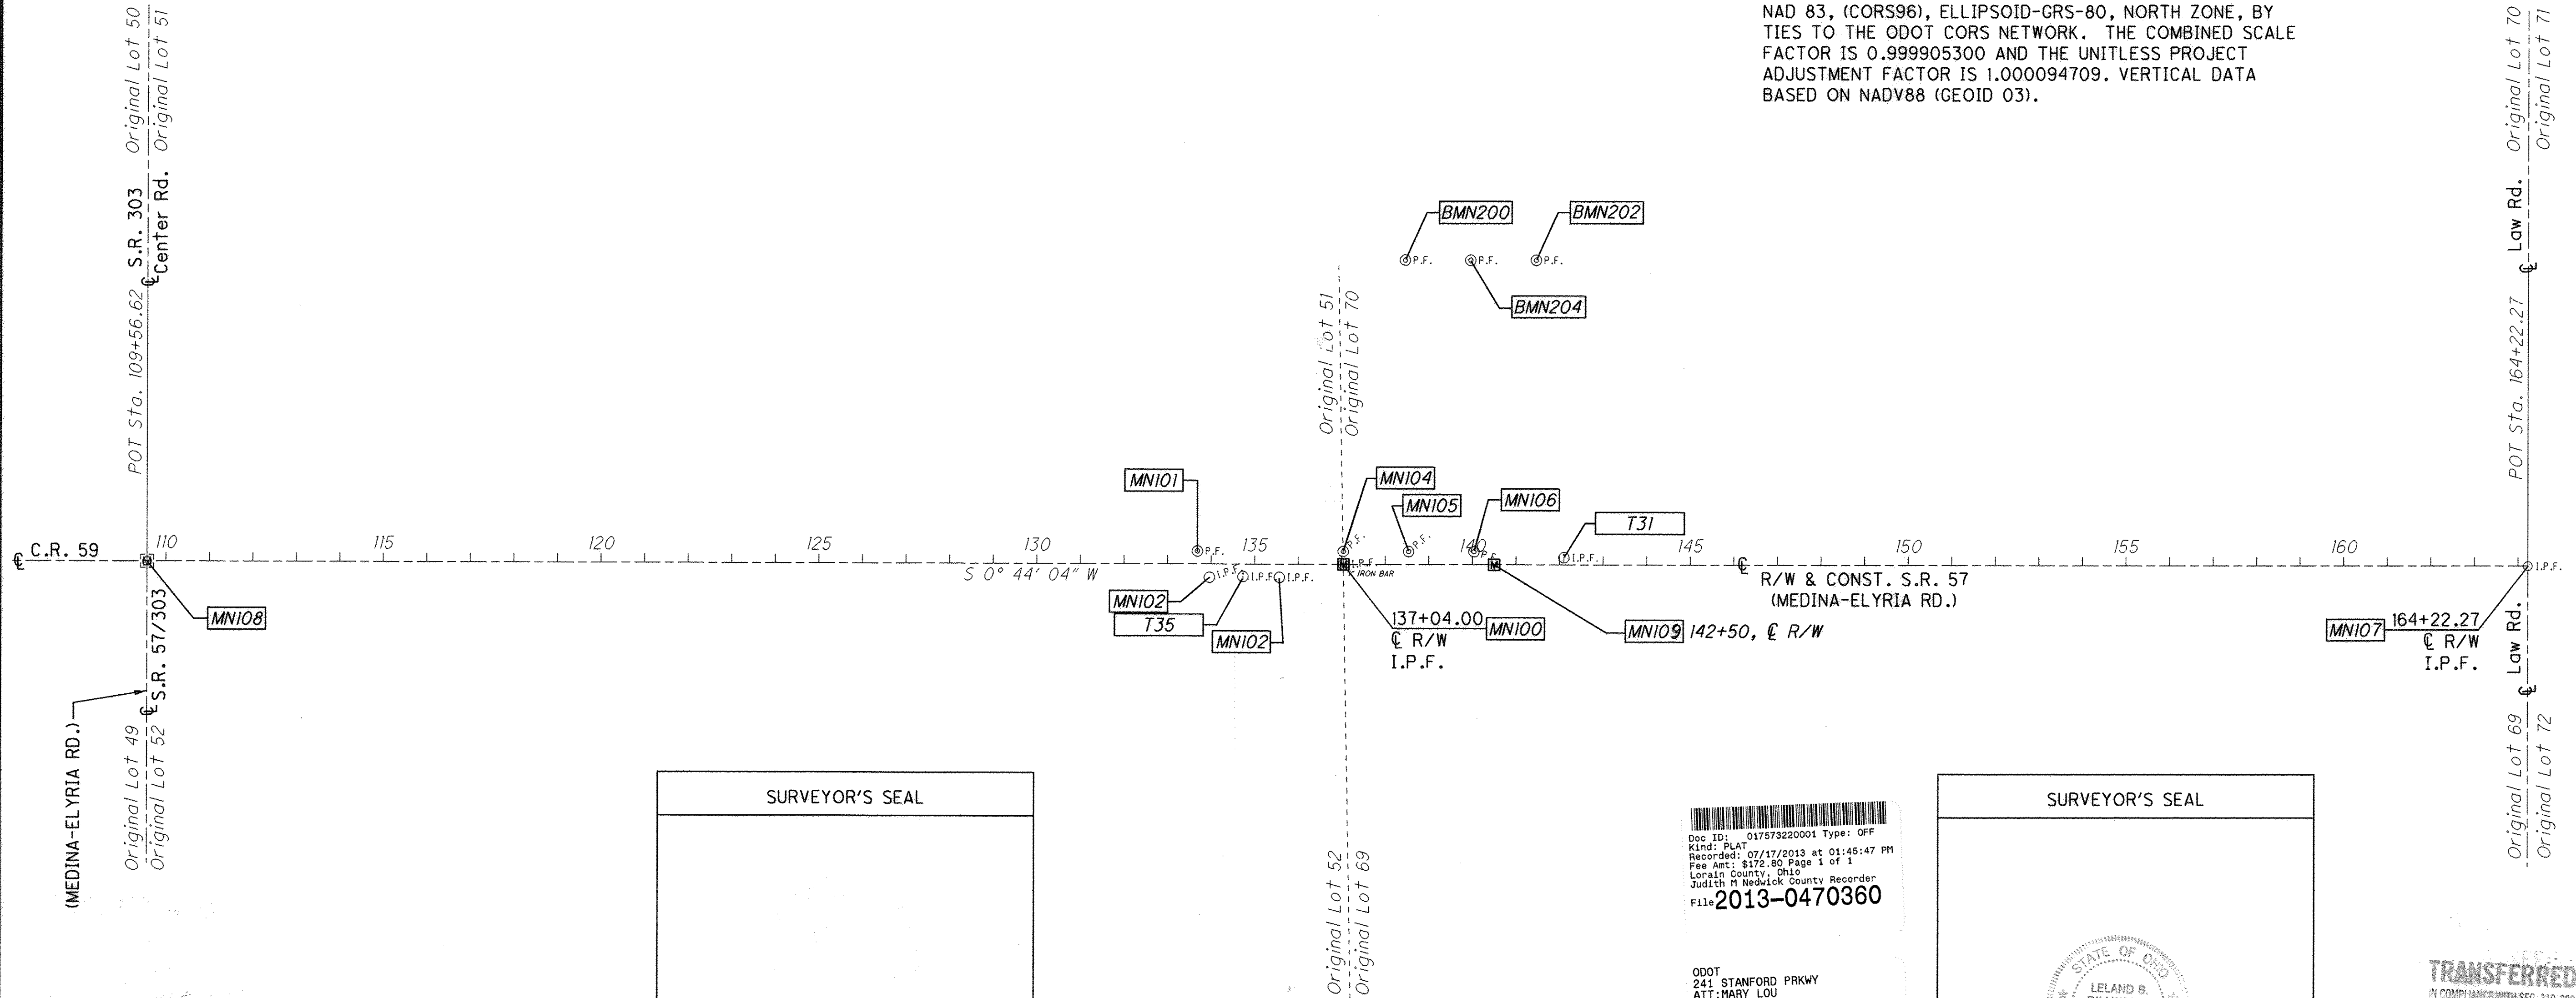 NAD 83, (CORS96), ELLIPSOID-GRS-80, NORTH ZONE, BY
TIES TO THE ODOT CORS NETWORK. THE COMBINED SCALE
FACTOR IS 0.999905300 AND THE UNITLESS PROJECT
ADJUSTMENT FACTOR IS 1.000094709. VERTICAL DATA
BASED ON NADV88 (GEOID 03).
Original Lot 50
Original Lot 51
S.R. 303
Center Rd.
POT Sta. 109+56.62
Original Lot 70
Original Lot 71
Law Rd.
POT Sta. 164+22.27
BMN200
BMN202
P.F.
P.F.
P.F.
BMN204
Original Lot 51
Original Lot 70
MN101
MN104
MN105
MN106
T31
C.R. 59
110
115
120
125
130
135
140
145
150
155
160
P.F.
P.F.
P.F.
P.F.
I.P.F.
I.P.F.
IRON BAR
I.P.F.
S 0° 44' 04" W
I.P.F.
I.P.F.
I.P.F.
℄
R/W & CONST. S.R. 57
(MEDINA-ELYRIA RD.)
MN108
MN102
T35
MN102
137+04.00
℄ R/W
I.P.F.
MN100
MN109 142+50, ℄ R/W
MN107
164+22.27
℄ R/W
I.P.F.
S.R. 57/303
(MEDINA-ELYRIA RD.)
Original Lot 49
Original Lot 52
Law Rd.
Original Lot 69
Original Lot 72
Original Lot 52
Original Lot 69
SURVEYOR'S SEAL
Doc ID: 017573220001 Type: OFF
Kind: PLAT
Recorded: 07/17/2013 at 01:45:47 PM
Fee Amt: $172.80 Page 1 of 1
Lorain County, Ohio
Judith M Nedwick County Recorder
File 2013-0470360
ODOT
241 STANFORD PRKWY
ATT:MARY LOU
SURVEYOR'S SEAL
STATE OF OHIO
LELAND B.
TRANSFERRED
IN COMPLIANCE WITH SEC.